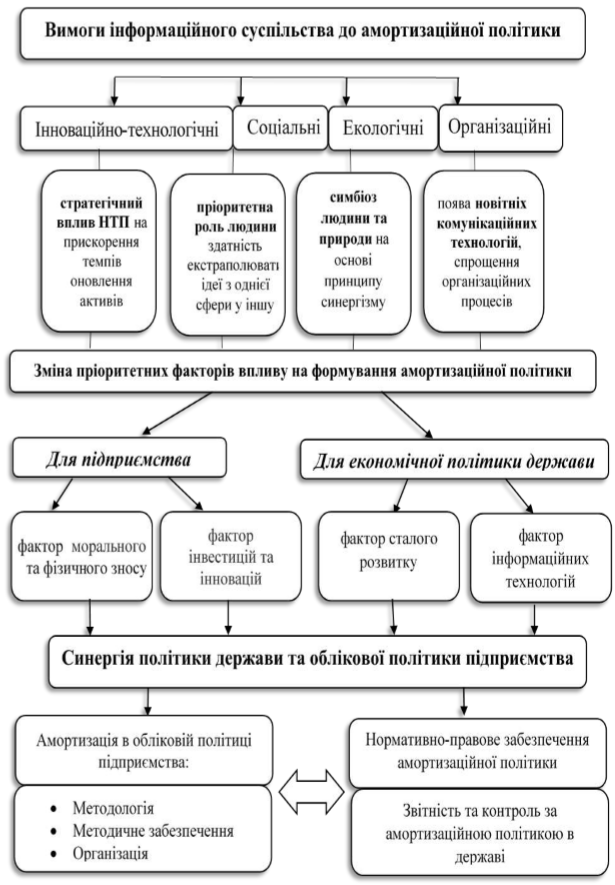 Вимоги інформаційного суспільства до амортизаційної політики
Інноваційно-технологічні
Соціальні
Екологічні
Організаційні
стратегічний
вплив НТП на
прискорення
темпів
оновлення
активів
пріоритетна
роль людини
здатність
екстраполюваті
ідеї з однієї
сфери у іншу
симбіоз
людини та
природи на
основі
принципу
синергізму
поява новітніх
комунікаційних
технологій,
спрощення
організаційних
процесів
Зміна пріоритетних факторів впливу на формування амортизаційної політики
Для підприємства
Для економічної політики держави
фактор морального
та фізичного зносу
фактор
інвестицій та
інновацій
фактор сталого
розвитку
фактор
інформаційних
технологій
Синергія політики держави та облікової політики підприємства
Амортизація в обліковій політиці
підприємства:
• Методологія
• Методичне забезпечення
• Організація
Нормативно-правове забезпечення
амортизаційної політики
Звітність та контроль за
амортизаційною політикою в
державі